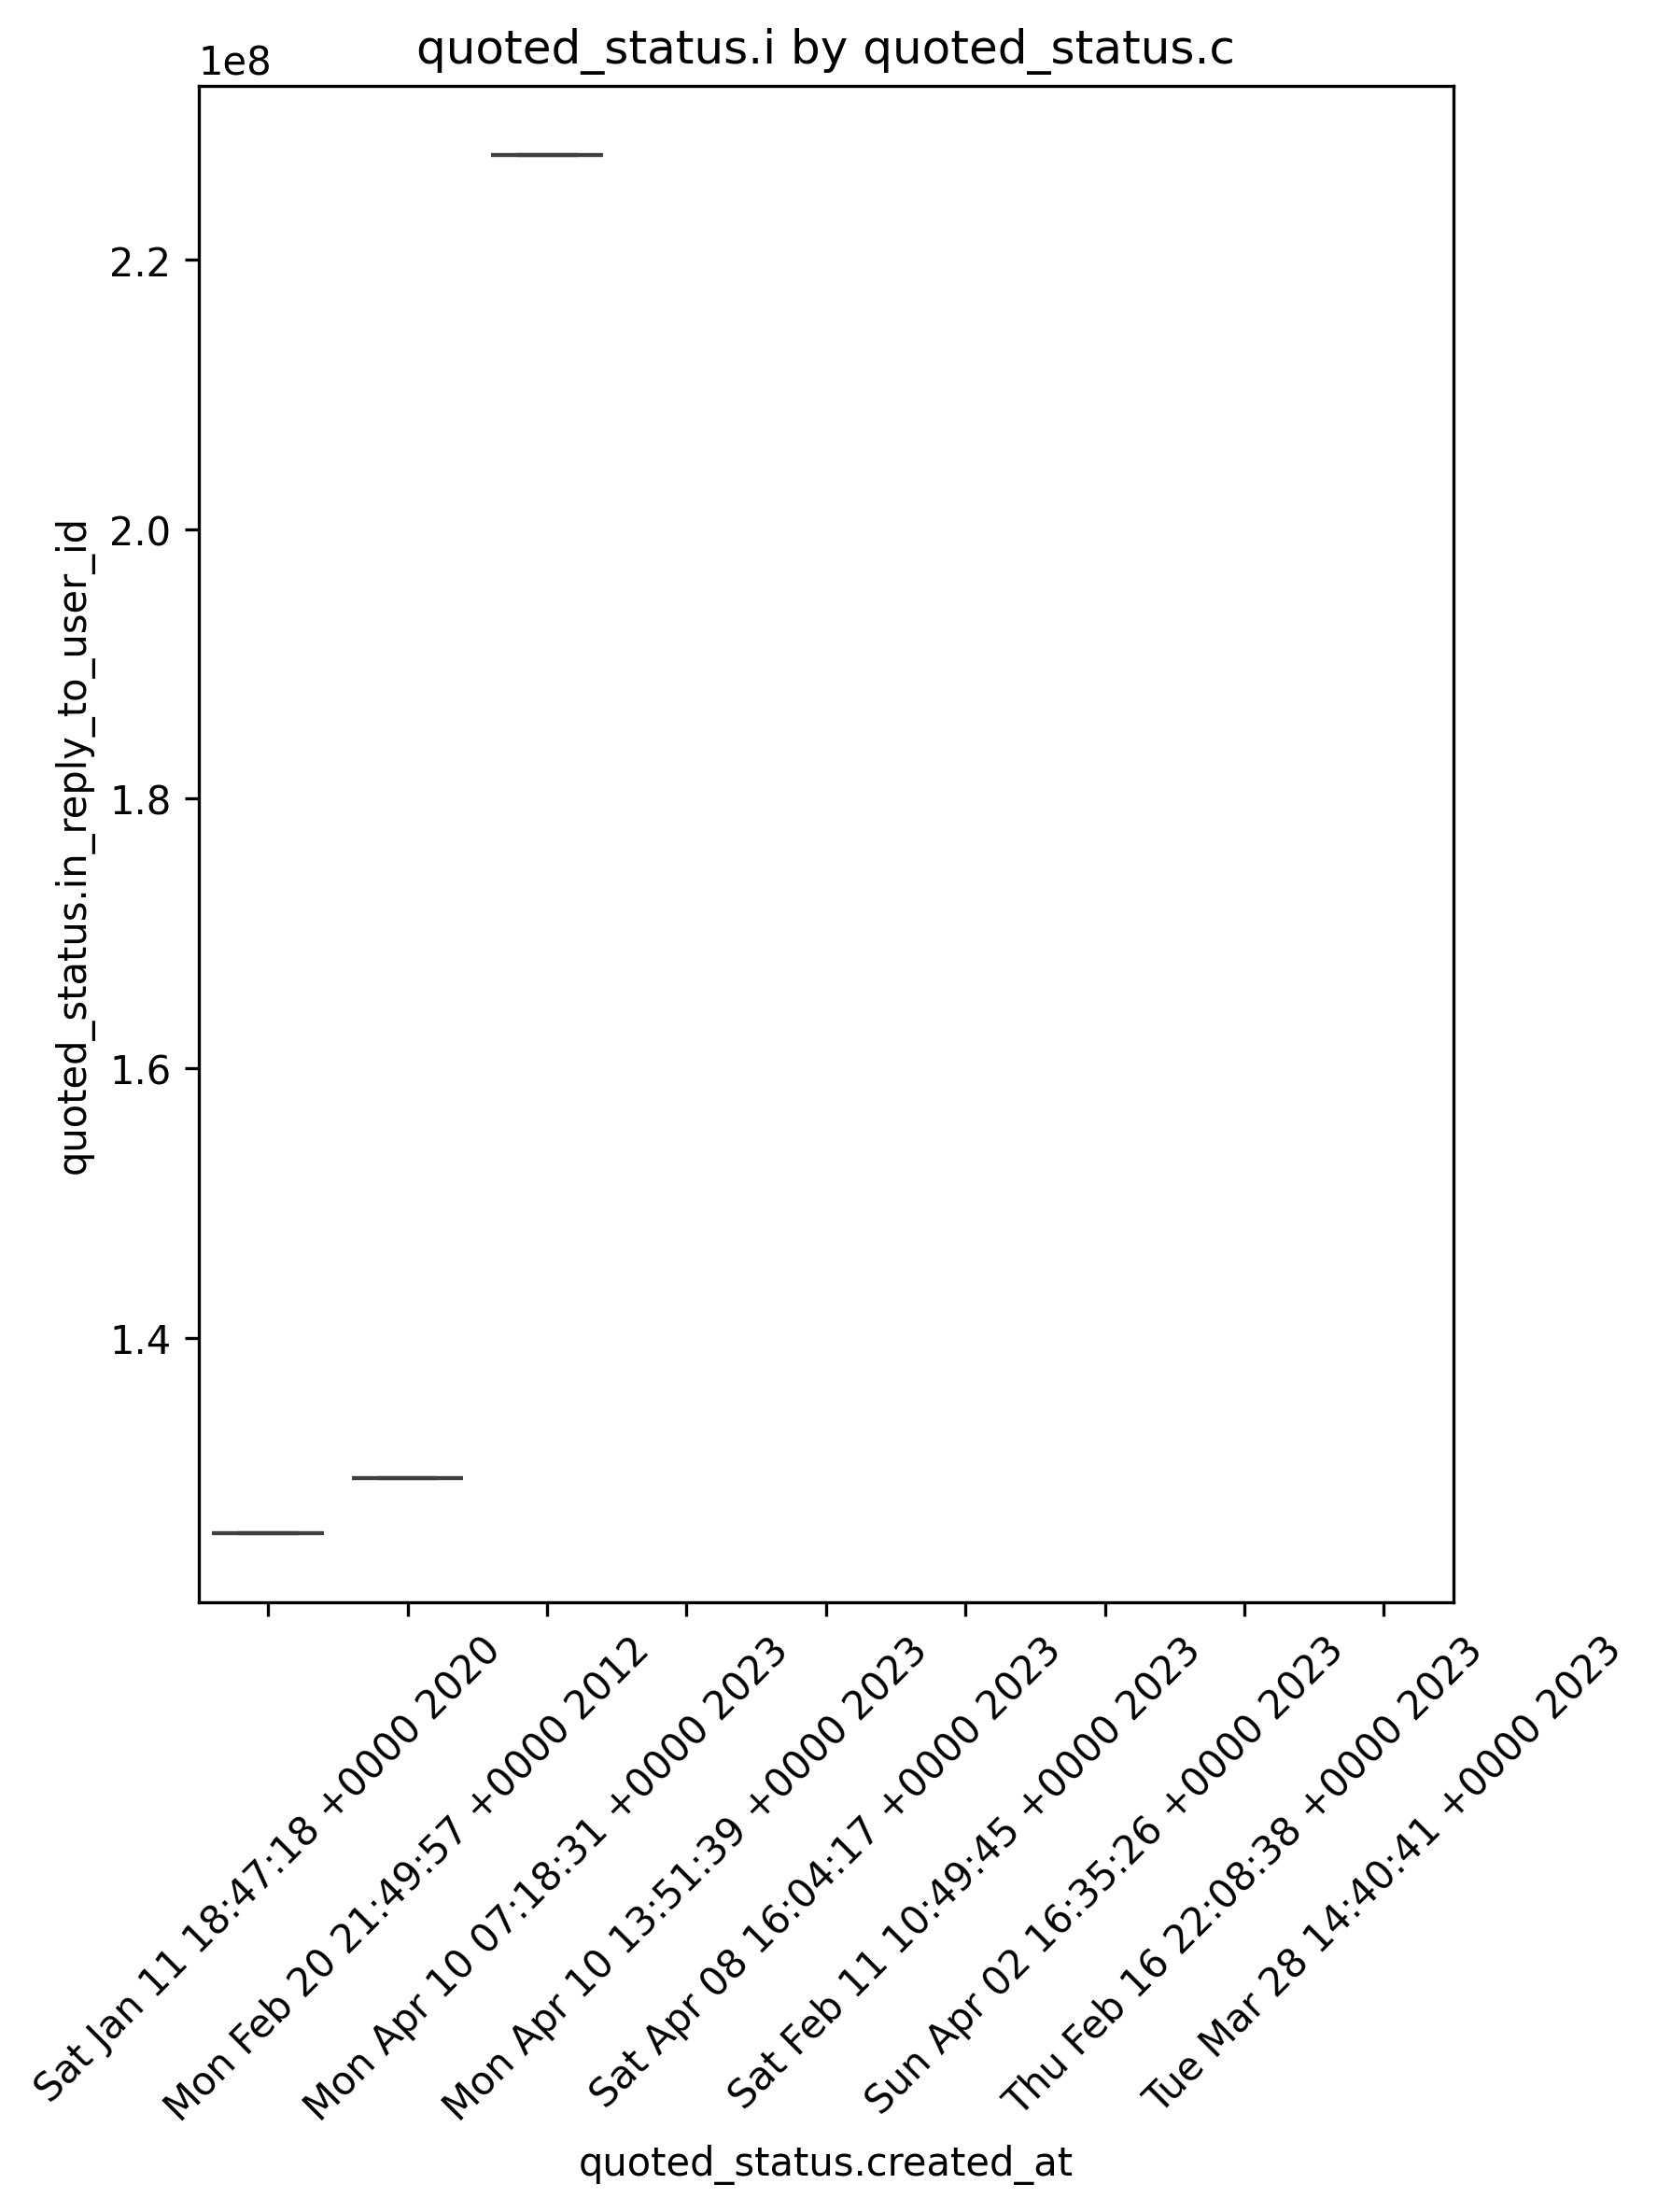 quoted_status.i by quoted_status.c
1e8
2.2
2.0
1.8
1.6
1.4
quoted_status.in_reply_to_user_id
Sat Jan 11 18:47:18 +0000 2020
Mon Feb 20 21:49:57 +0000 2012
Mon Apr 10 07:18:31 +0000 2023
Mon Apr 10 13:51:39 +0000 2023
Sat Apr 08 16:04:17 +0000 2023
Sat Feb 11 10:49:45 +0000 2023
Sun Apr 02 16:35:26 +0000 2023
Thu Feb 16 22:08:38 +0000 2023
Tue Mar 28 14:40:41 +0000 2023
quoted_status.created_at